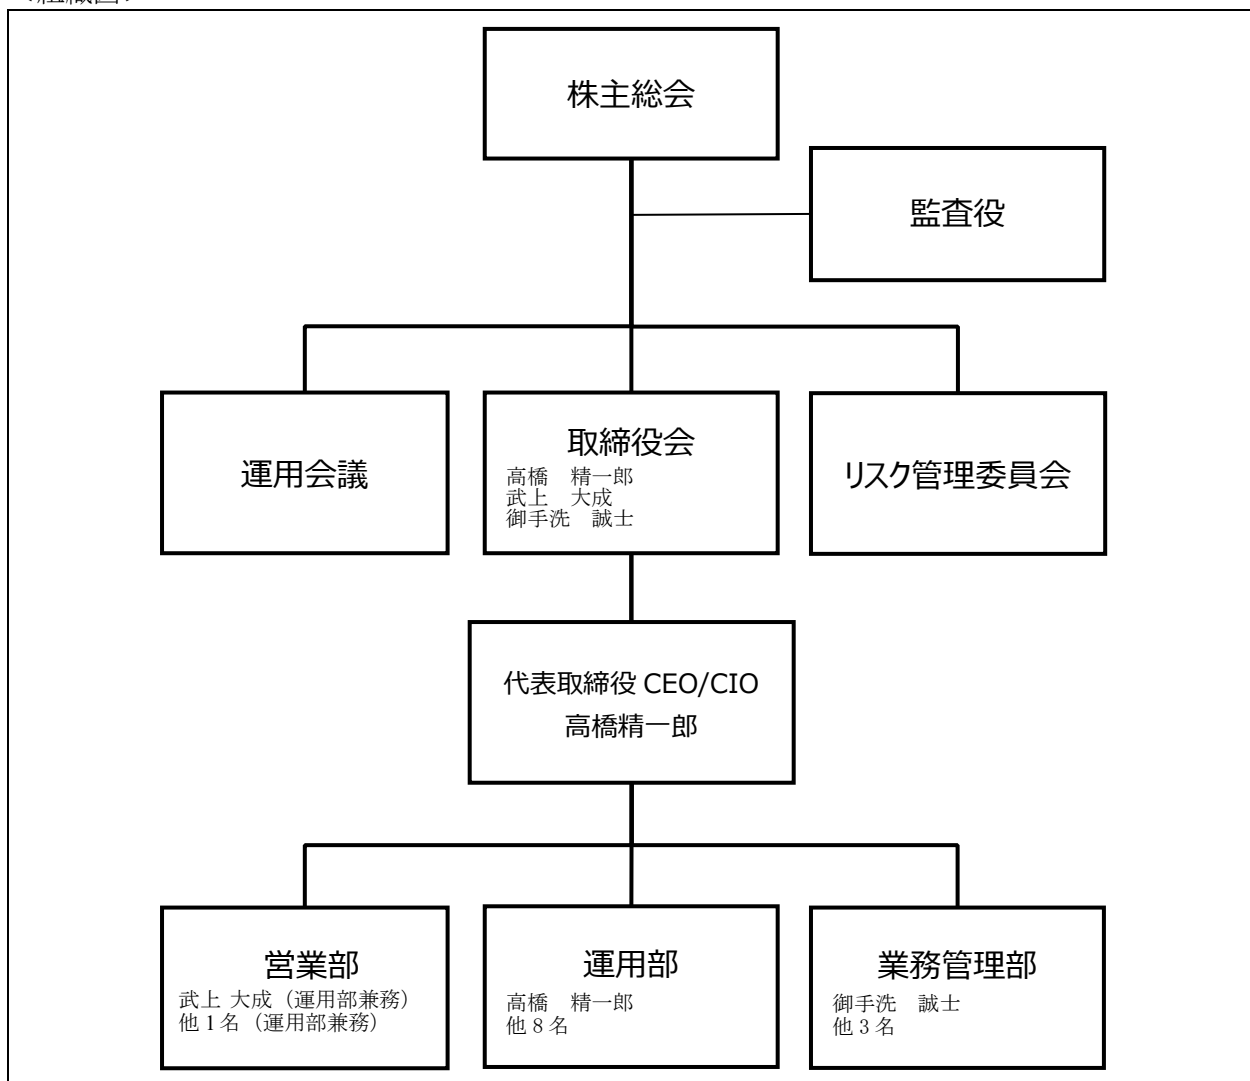 株主総会
監査役
運用会議
取締役会
高橋　精一郎
武上　大成
御手洗　誠士
リスク管理委員会
代表取締役 CEO/CIO
高橋精一郎
営業部
武上 大成（運用部兼務）
他 1 名（運用部兼務）
運用部
高橋　精一郎
他 8 名
業務管理部
御手洗　誠士
他 3 名